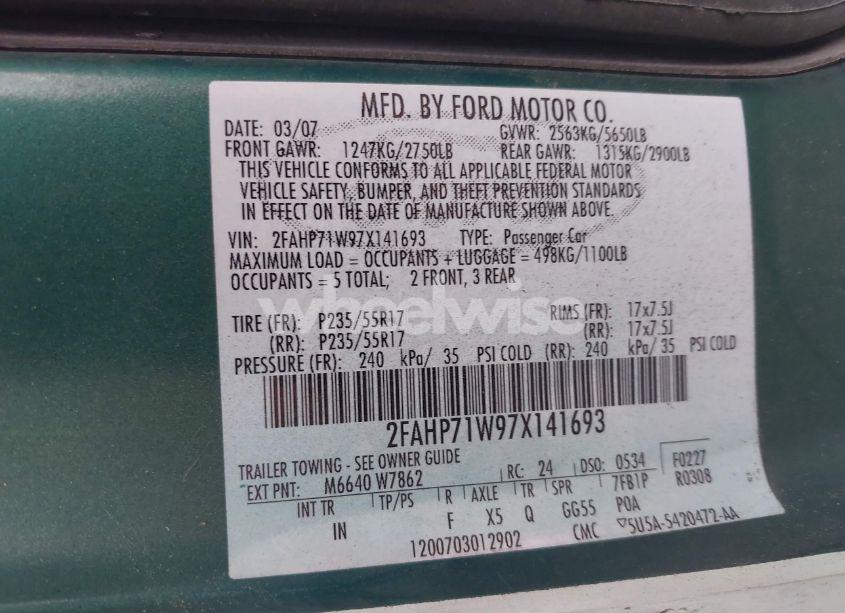 MFD. BY FORD MOTOR CO.
DATE: 03/07 GVWR: 2563KG/5650LB
FRONT GAWR: 1247KG/2750LB REAR GAWR: 1315KG/2900LB
THIS VEHICLE CONFORMS TO ALL APPLICABLE FEDERAL MOTOR
VEHICLE SAFETY, BUMPER, AND THEFT PREVENTION STANDARDS
IN EFFECT ON THE DATE OF MANUFACTURE SHOWN ABOVE.
VIN: 2FAHP71W97X141693 TYPE: Passenger Car
MAXIMUM LOAD = OCCUPANTS + LUGGAGE = 498KG/1100LB
OCCUPANTS = 5 TOTAL; 2 FRONT, 3 REAR
wheelwise
TIRE (FR): P235/55R17 RIMS (FR): 17x7.5J
(RR): P235/55R17 (RR): 17x7.5J
PRESSURE (FR): 240 kPa/ 35 PSI COLD (RR): 240 kPa/ 35 PSI COLD
2FAHP71W97X141693
TRAILER TOWING - SEE OWNER GUIDE
EXT PNT: M6640 W7862 RC: 24 DSO: 0534 F0227
INT TR TP/PS R AXLE TR SPR 7FB1P R0308
IN F X5 Q GG55 POA
1200703012902 CMC 5U5A-5420472-AA